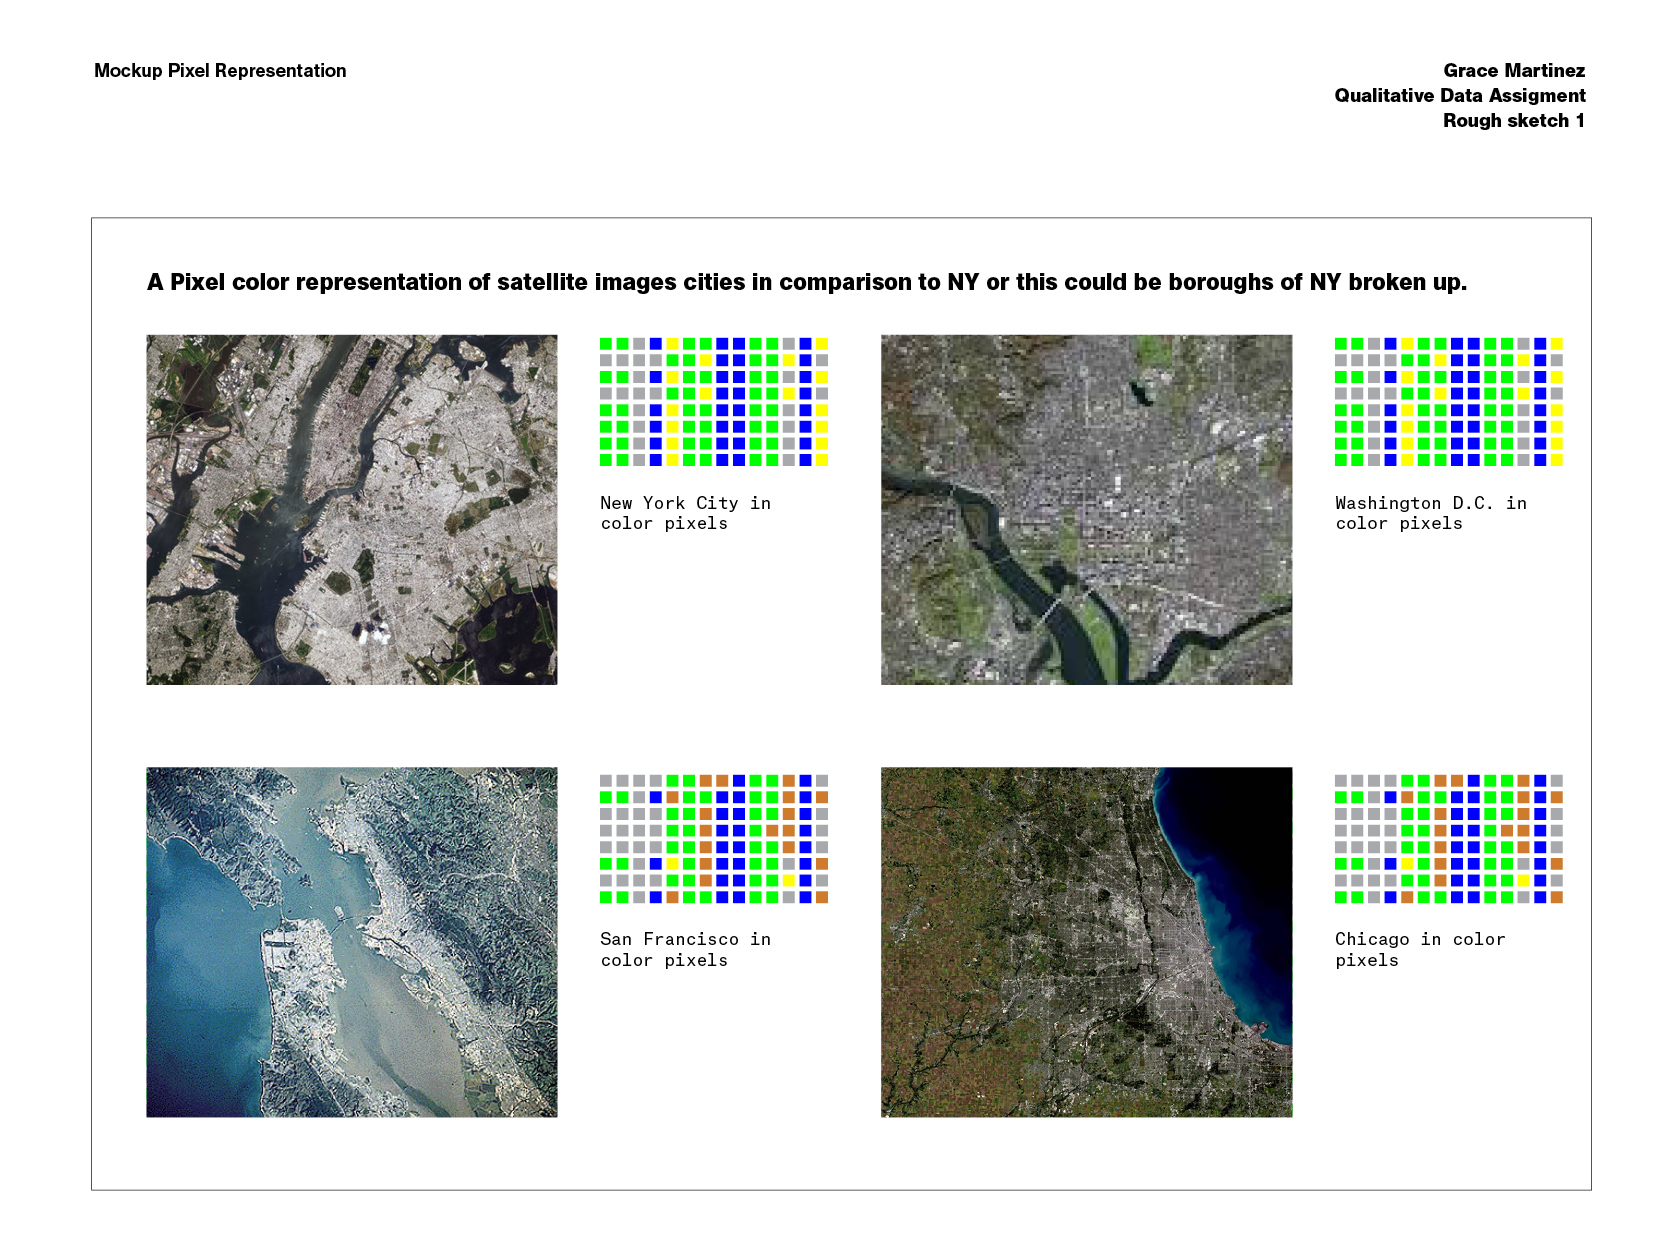 Mockup Pixel Representation
Grace Martinez
Qualitative Data Assigment
Rough sketch 1
A Pixel color representation of satellite images cities in comparison to NY or this could be boroughs of NY broken up.
New York City in
color pixels
Washington D.C. in
color pixels
San Francisco in
color pixels
Chicago in color
pixels